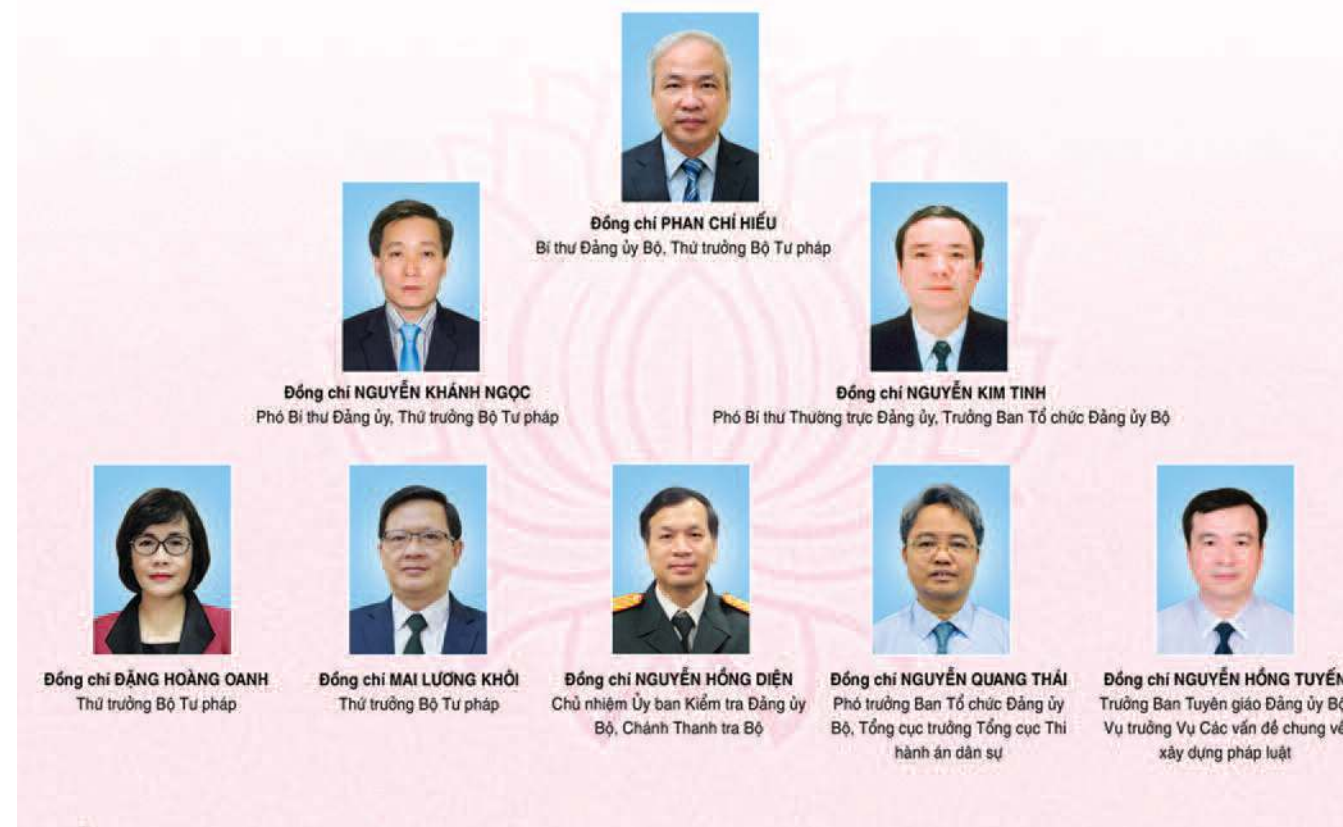 Đồng chí PHAN CHÍ HIẾU
Bí thư Đảng ủy Bộ, Thứ trưởng Bộ Tư pháp
Đồng chí NGUYỄN KHÁNH NGỌC
Phó Bí thư Đảng ủy, Thứ trưởng Bộ Tư pháp
Đồng chí NGUYỄN KIM TINH
Phó Bí thư Thường trực Đảng ủy, Trưởng Ban Tổ chức Đảng ủy Bộ
Đồng chí ĐẶNG HOÀNG OANH
Thứ trưởng Bộ Tư pháp
Đồng chí MAI LƯƠNG KHÔI
Thứ trưởng Bộ Tư pháp
Đồng chí NGUYỄN HỒNG DIỆN
Chủ nhiệm Ủy ban Kiểm tra Đảng ủy
Bộ, Chánh Thanh tra Bộ
Đồng chí NGUYỄN QUANG THÁI
Phó trưởng Ban Tổ chức Đảng ủy
Bộ, Tổng cục trưởng Tổng cục Thi
hành án dân sự
Đồng chí NGUYỄN HỒNG TUYẾN
Trưởng Ban Tuyên giáo Đảng ủy Bộ
Vụ trưởng Vụ Các vấn đề chung về
xây dựng pháp luật